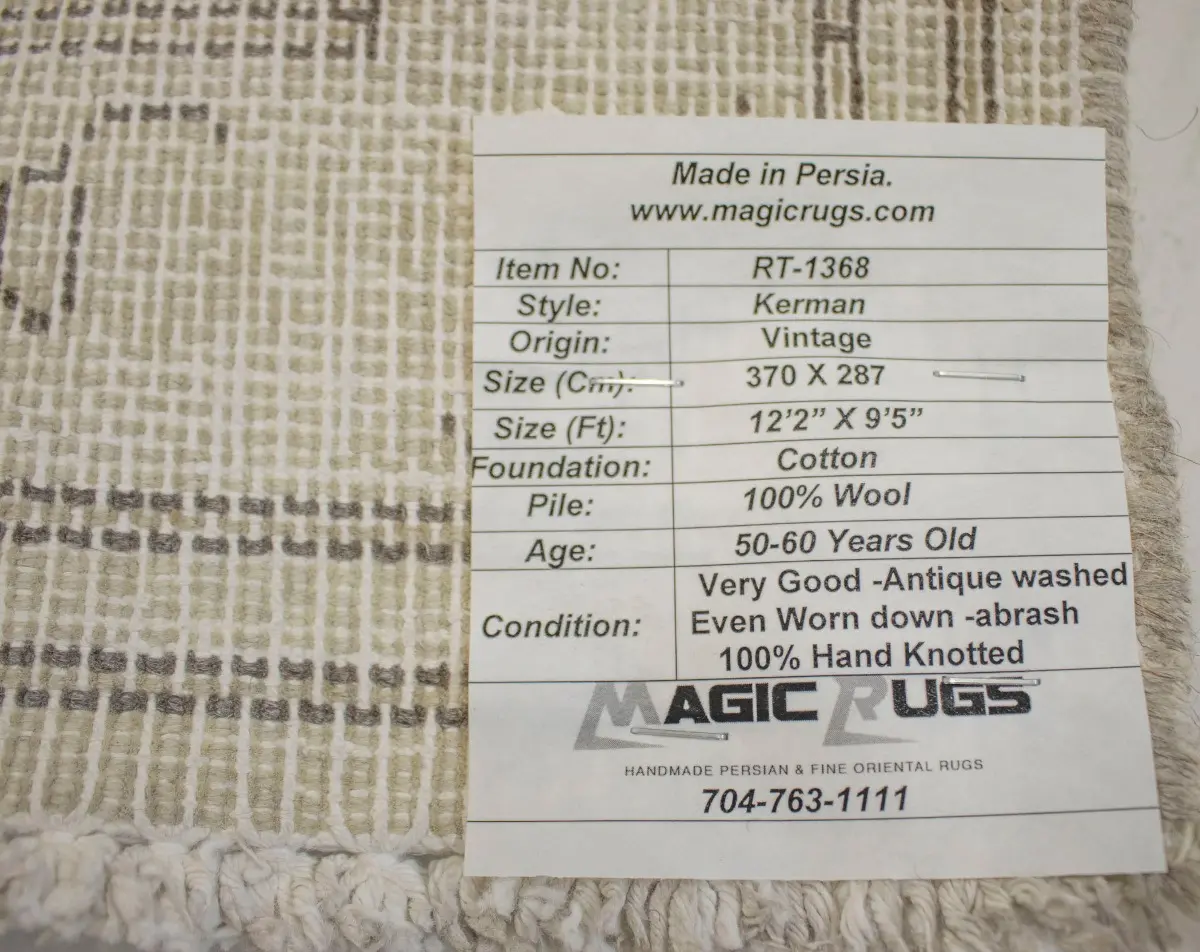 Made in Persia.
www.magicrugs.com
Item No: RT-1368
Style: Kerman
Origin: Vintage
Size (Cm): 370 X 287
Size (Ft): 12'2” X 9'5”
Foundation: Cotton
Pile: 100% Wool
Age: 50-60 Years Old
Condition: Very Good -Antique washed
Even Worn down -abrash
100% Hand Knotted
MAGIC RUGS
HANDMADE PERSIAN & FINE ORIENTAL RUGS
704-763-1111